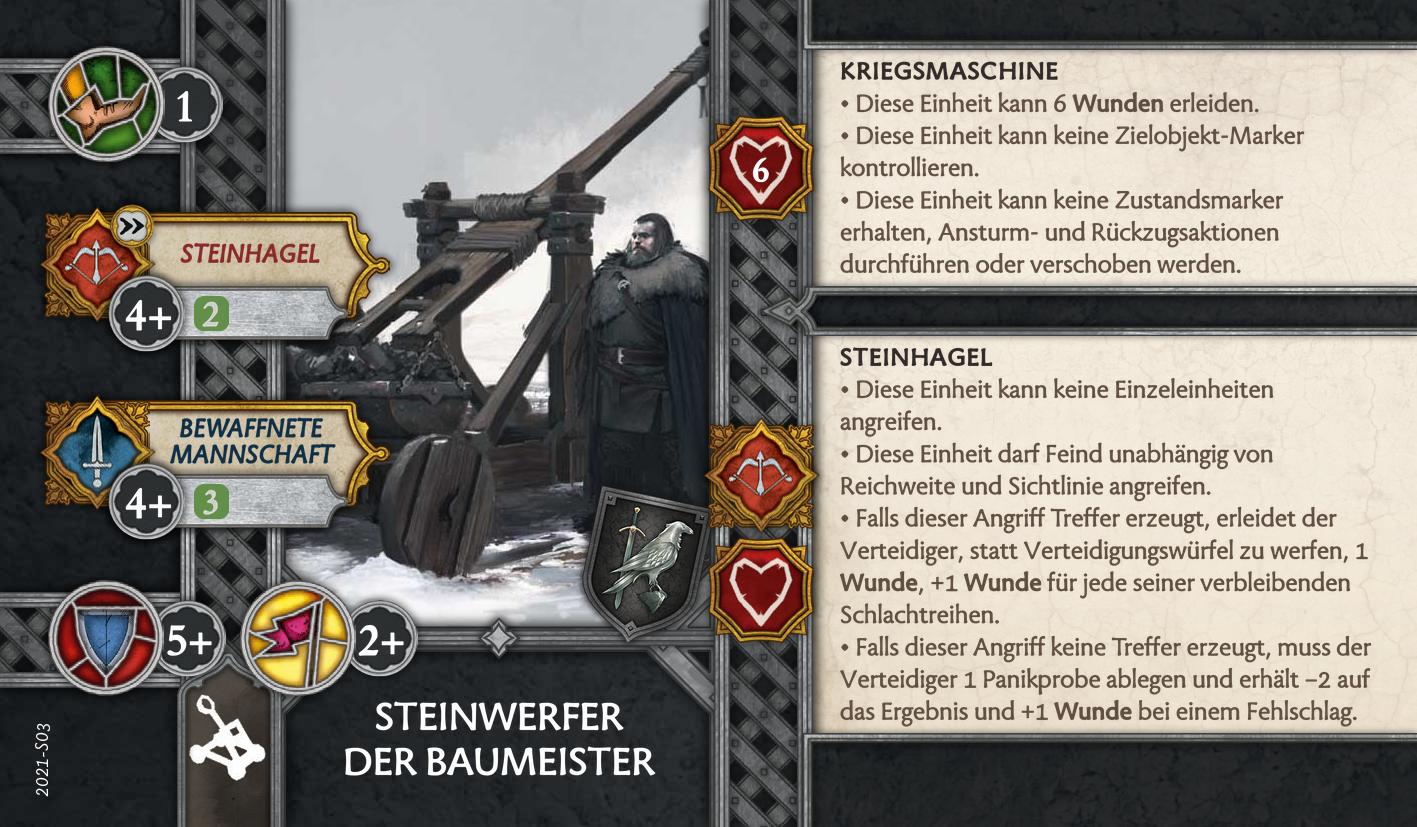 1
»
STEINHAGEL
4+
2
BEWAFFNETE
MANNSCHAFT
4+
3
5+
2+
STEINWERFER
DER BAUMEISTER
2021-S03
6
KRIEGSMASCHINE
• Diese Einheit kann 6 Wunden erleiden.
• Diese Einheit kann keine Zielobjekt-Marker
kontrollieren.
• Diese Einheit kann keine Zustandsmarker
erhalten, Ansturm- und Rückzugsaktionen
durchführen oder verschoben werden.
STEINHAGEL
• Diese Einheit kann keine Einzeleinheiten
angreifen.
• Diese Einheit darf Feind unabhängig von
Reichweite und Sichtlinie angreifen.
• Falls dieser Angriff Treffer erzeugt, erleidet der
Verteidiger, statt Verteidigungswürfel zu werfen, 1
Wunde, +1 Wunde für jede seiner verbleibenden
Schlachtreihen.
• Falls dieser Angriff keine Treffer erzeugt, muss der
Verteidiger 1 Panikprobe ablegen und erhält –2 auf
das Ergebnis und +1 Wunde bei einem Fehlschlag.